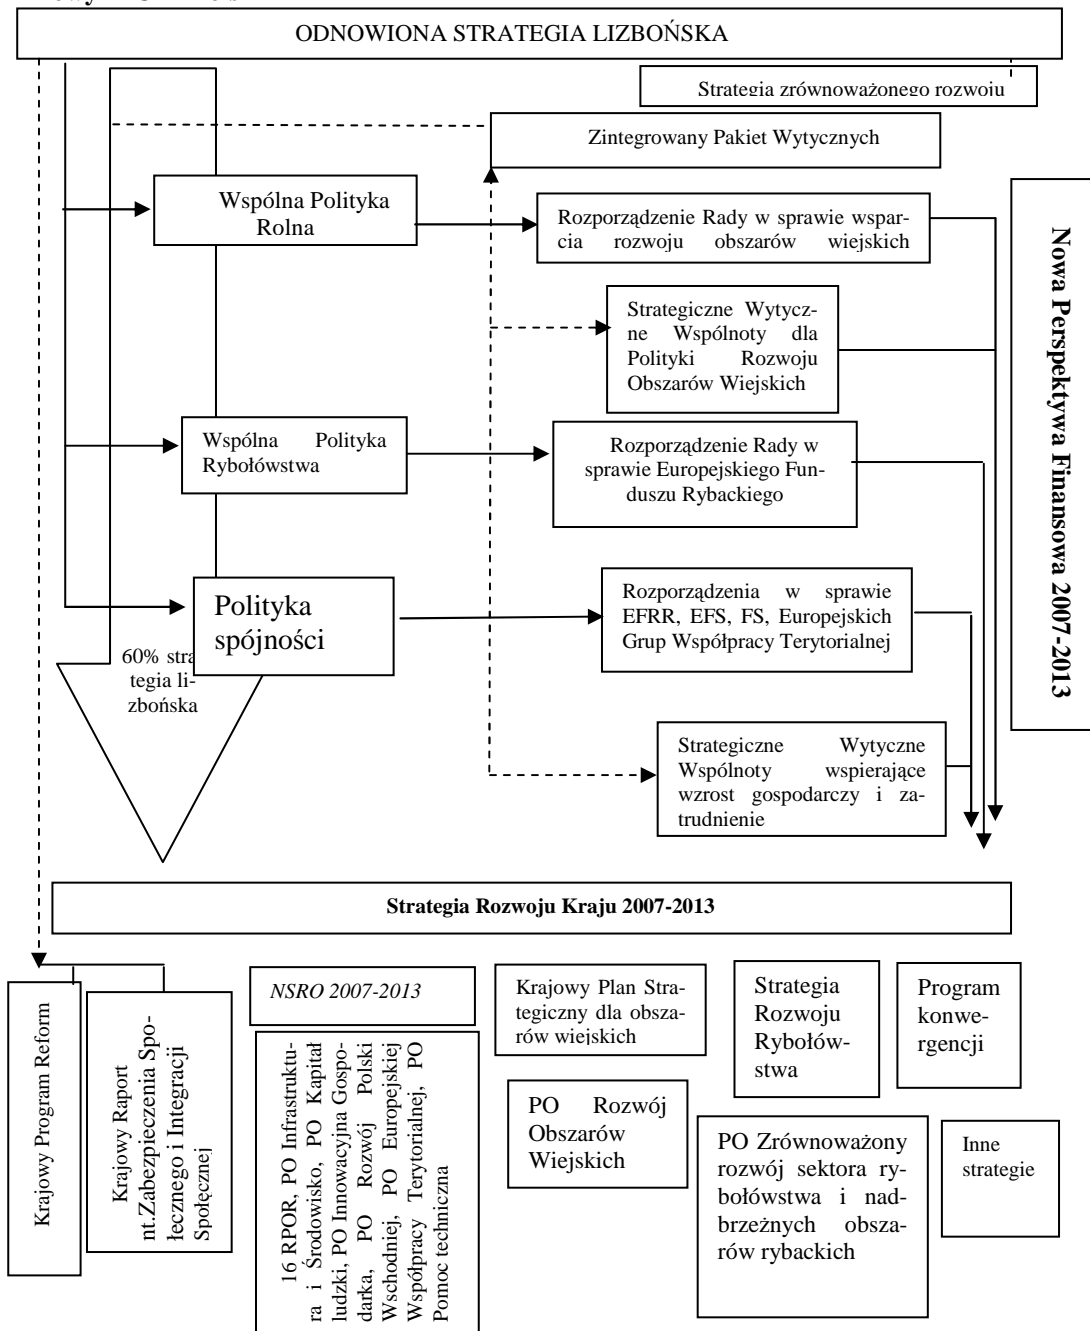 ODNOWIONA STRATEGIA LIZBOŃSKA
Strategia zrównoważonego rozwoju
Zintegrowany Pakiet Wytycznych
Wspólna Polityka
Rolna
Rozporządzenie Rady w sprawie wspar-
cia rozwoju obszarów wiejskich
Strategiczne Wytycz-
ne Wspólnoty dla
Polityki Rozwoju
Obszarów Wiejskich
Wspólna Polityka
Rybołówstwa
Rozporządzenie Rady w
sprawie Europejskiego Fun-
duszu Rybackiego
Nowa Perspektywa Finansowa 2007-2013
Polityka
spójności
Rozporządzenia w sprawie
EFRR, EFS, FS, Europejskich
Grup Współpracy Terytorialnej
60% stra
tegia li-
zbońska
Strategiczne Wytyczne
Wspólnoty wspierające
wzrost gospodarczy i za-
trudnienie
Strategia Rozwoju Kraju 2007-2013
Krajowy Program Reform
Krajowy Raport
nt.Zabezpieczenia Spo-
łecznego i Integracji
Społęcznej
NSRO 2007-2013
16 RPOR, PO Infrastruktu-
ra i Środowisko, PO Kapitał
ludzki, PO Innowacyjna Gospo-
darka, PO Rozwój Polski
Wschodniej, PO Europejskiej
Współpracy Terytorialnej, PO
Pomoc techniczna
Krajowy Plan Stra-
tegiczny dla obsza-
rów wiejskich
PO Rozwój
Obszarów
Wiejskich
Strategia
Rozwoju
Rybołów-
stwa
Program
konwe-
rgencji
PO Zrównoważony
rozwój sektora ry-
bołówstwa i nad-
brzeżnych obsza-
rów rybackich
Inne
strategie